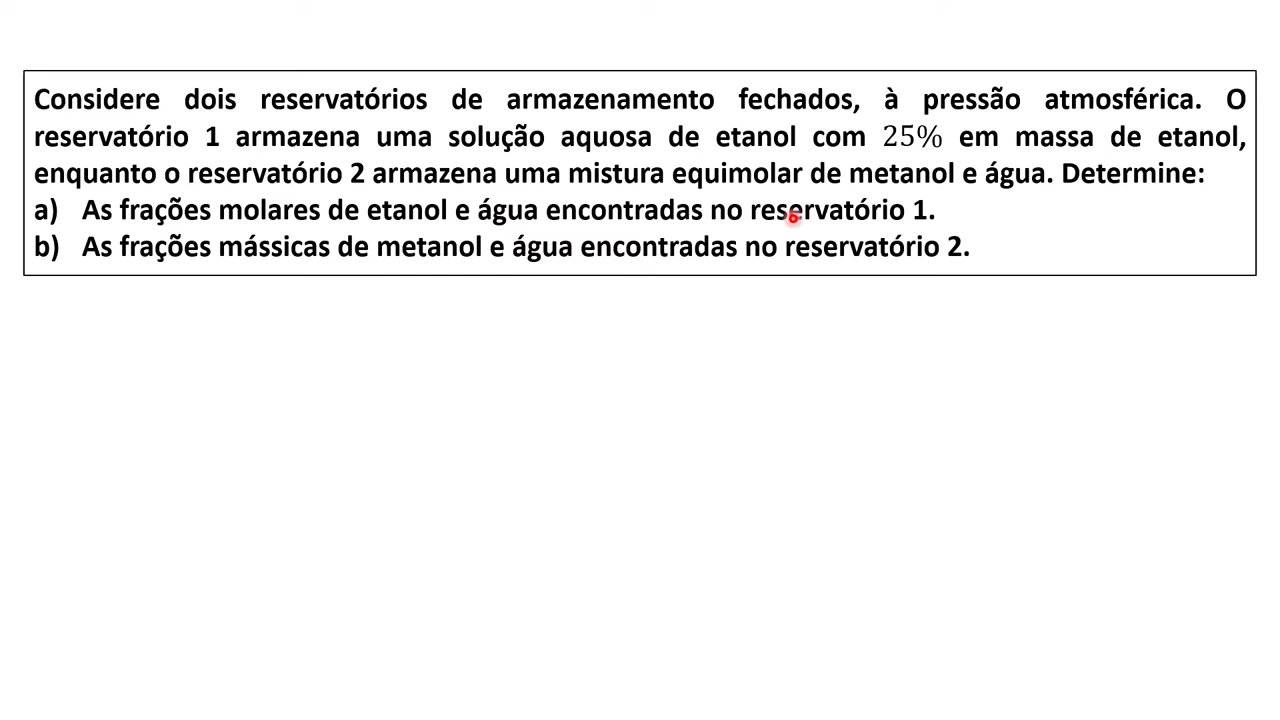 Considere dois reservatórios de armazenamento fechados, à pressão atmosférica. O
reservatório 1 armazena uma solução aquosa de etanol com 25% em massa de etanol,
enquanto o reservatório 2 armazena uma mistura equimolar de metanol e água. Determine:
a) As frações molares de etanol e água encontradas no reservatório 1.
b) As frações mássicas de metanol e água encontradas no reservatório 2.